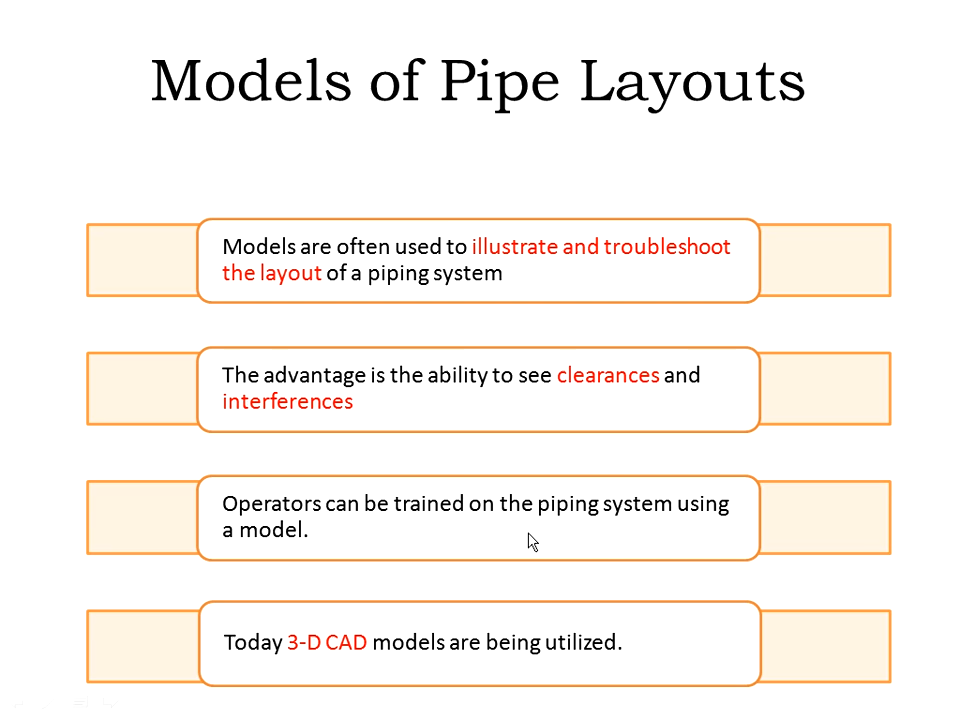 Models of Pipe Layouts
Models are often used to illustrate and troubleshoot
the layout of a piping system
The advantage is the ability to see clearances and
interferences
Operators can be trained on the piping system using
a model.
Today 3-D CAD models are being utilized.